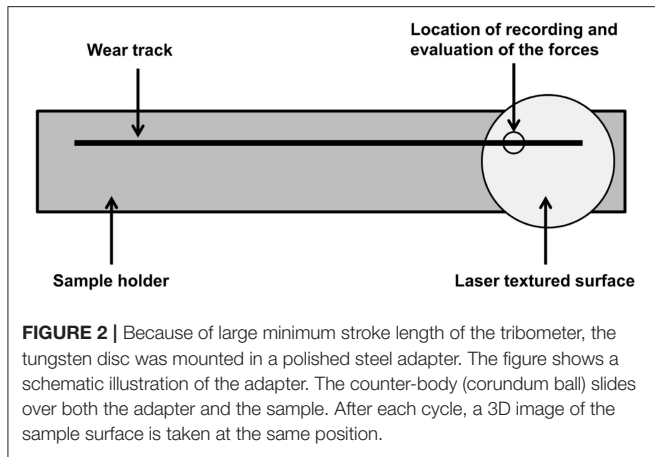 Wear track
Location of recording and
evaluation of the forces
Sample holder
Laser textured surface
FIGURE 2 | Because of large minimum stroke length of the tribometer, the
tungsten disc was mounted in a polished steel adapter. The figure shows a
schematic illustration of the adapter. The counter-body (corundum ball) slides
over both the adapter and the sample. After each cycle, a 3D image of the
sample surface is taken at the same position.